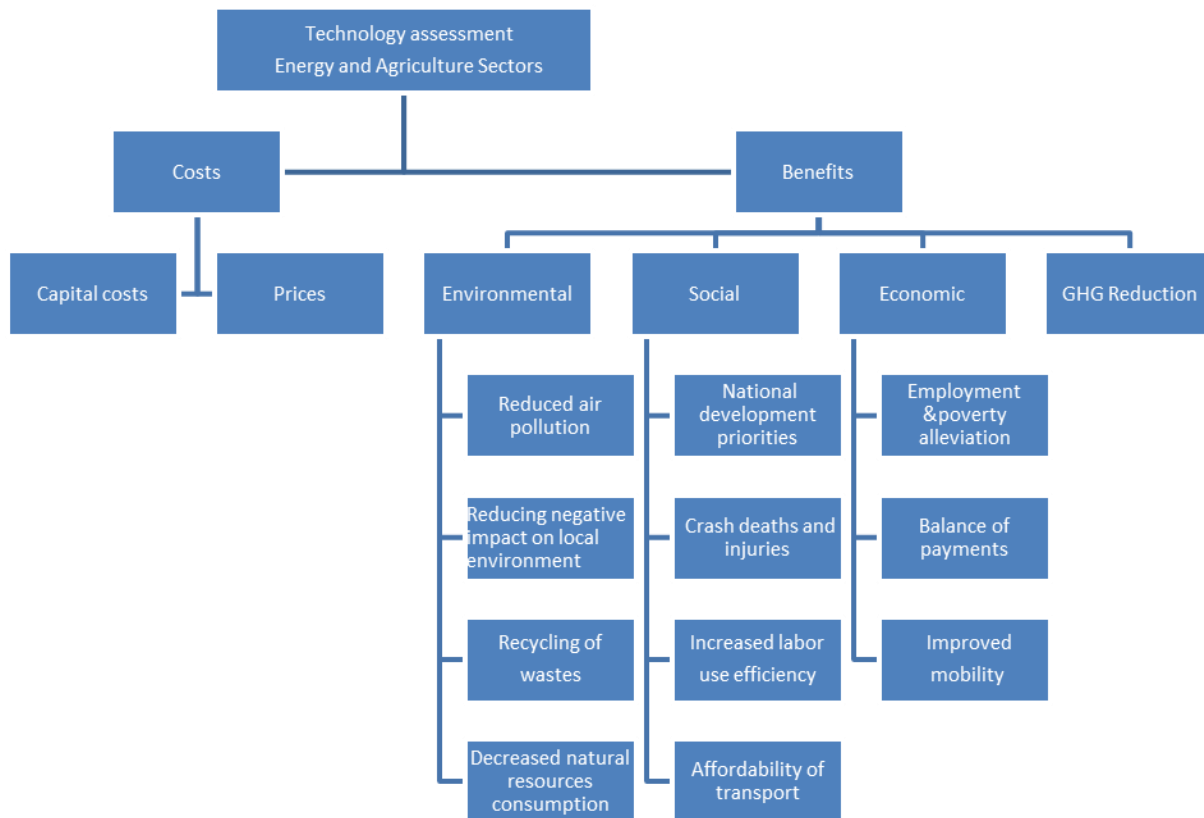 Technology assessment
Energy and Agriculture Sectors
Costs
Benefits
Capital costs
Prices
Environmental
Social
Economic
GHG Reduction
Reduced air
pollution
National
development
priorities
Employment
&poverty
alleviation
Reducing negative
impact on local
environment
Crash deaths and
injuries
Balance of
payments
Recycling of
wastes
Increased labor
use efficiency
Improved
mobility
Decreased natural
resources
consumption
Affordability of
transport